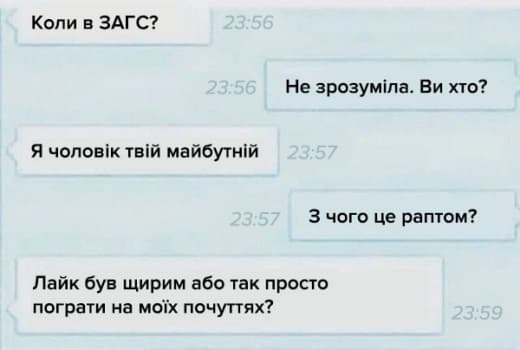 Коли в ЗАГС? 23:56
23:56 Не зрозуміла. Ви хто?
Я чоловік твій майбутній 23:57
23:57 З чого це раптом?
Лайк був щирим або так просто
пограти на моїх почуттях? 23:59